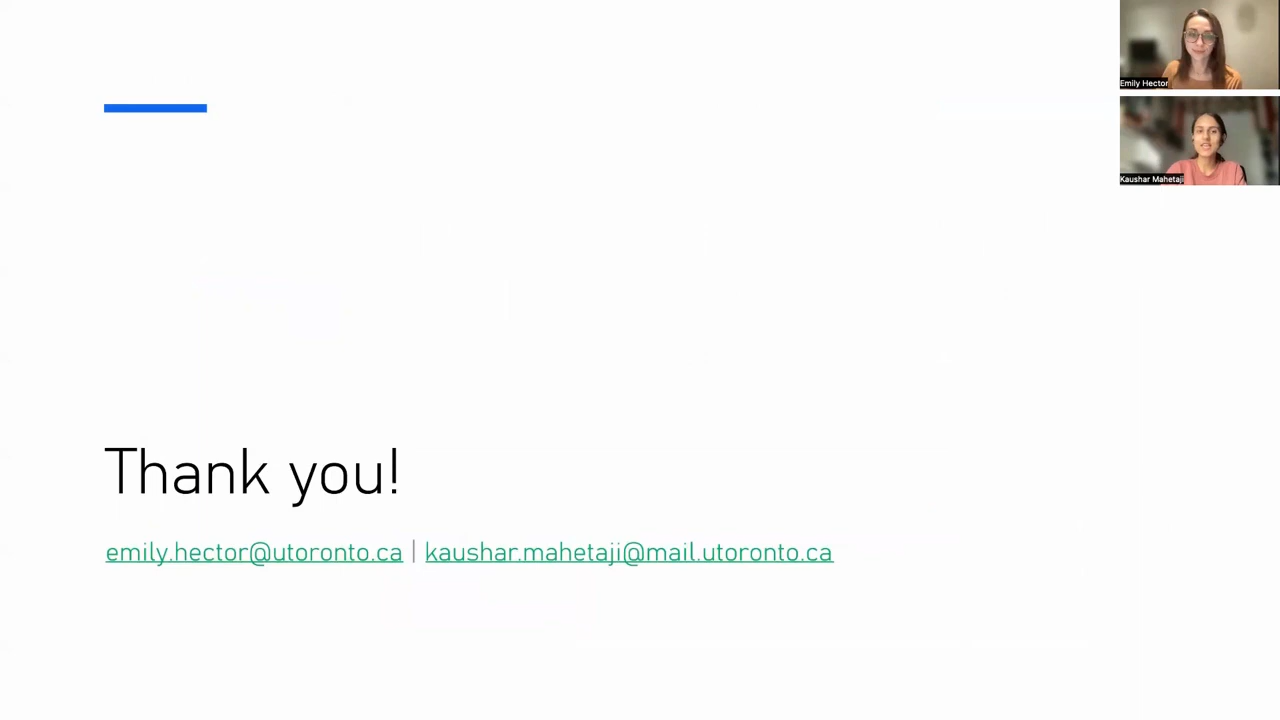 Emily Hector
Kaushar Mahetaji
Thank you!
emily.hector@utoronto.ca | kaushar.mahetaji@mail.utoronto.ca